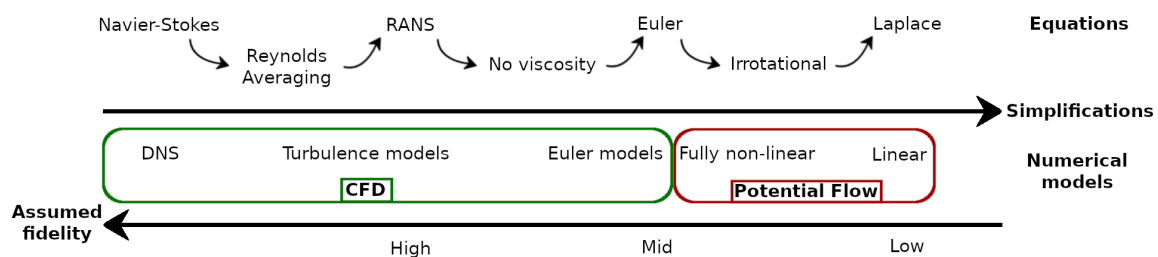 Navier-Stokes
RANS
Euler
Laplace
Equations
Reynolds
Averaging
No viscosity
Irrotational
Simplifications
DNS
Turbulence models
Euler models
Fully non-linear
Linear
Numerical
models
CFD
Potential Flow
Assumed
fidelity
High
Mid
Low